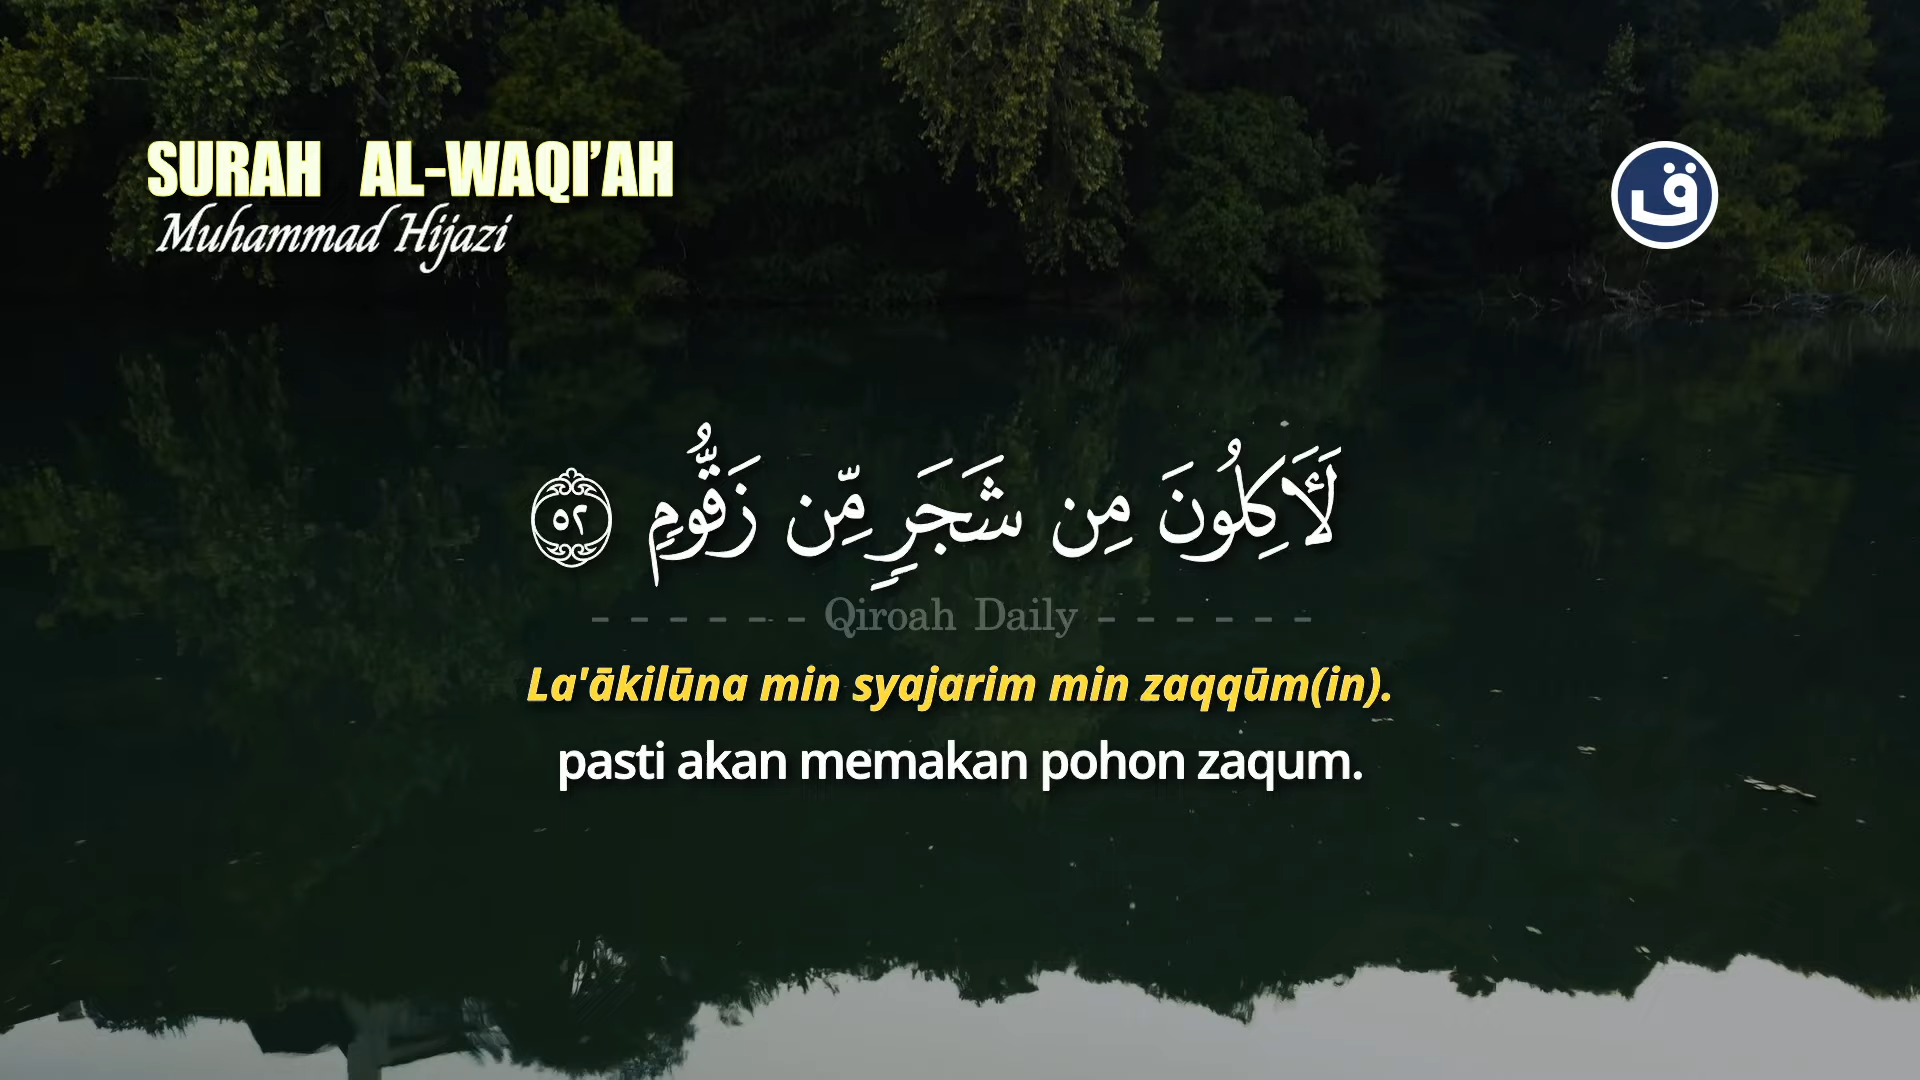 SURAH AL-WAQI’AH
Muhammad Hijazi
ق
لَأَٓكِلُونَ مِن شَجَرٍ مِّن زَقُّومٍ ٥٢
- - - - - - Qiroah Daily - - - - - -
La'ākilūna min syajarim min zaqqūm(in).
pasti akan memakan pohon zaqum.